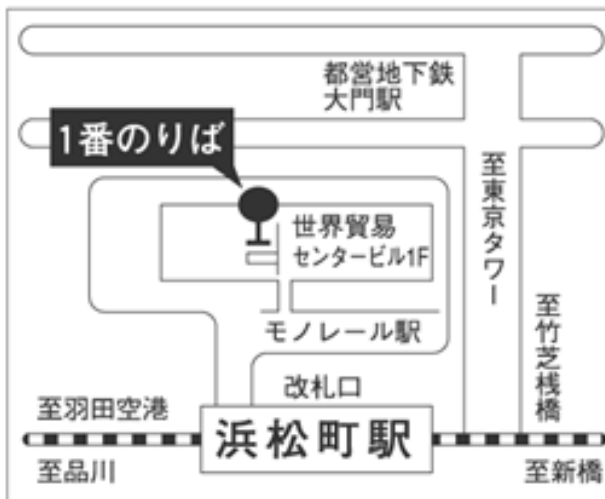 都営地下鉄
大門駅
1番のりば
世界貿易
センタービル1F
モノレール駅
改札口
至東京タワー
至竹芝桟橋
至羽田空港
浜松町駅
至品川
至新橋